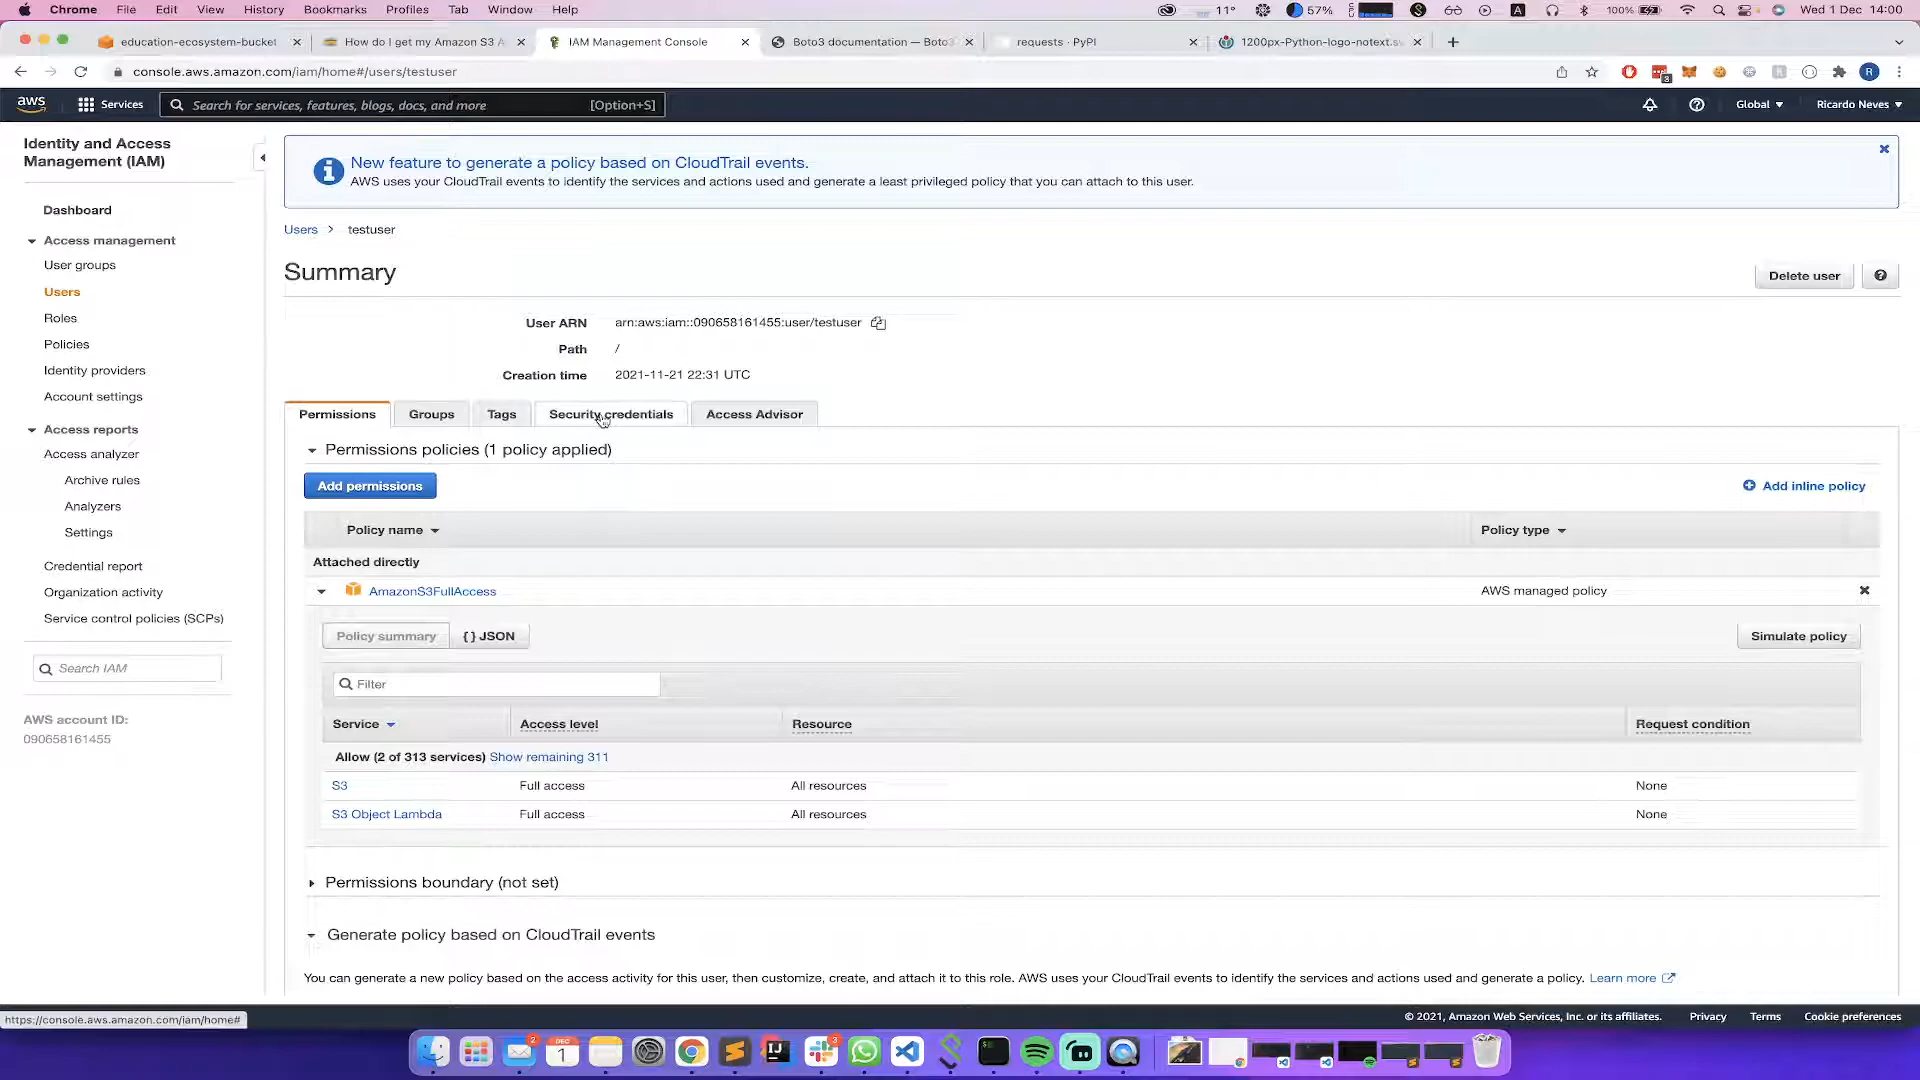 Chrome File Edit View History Bookmarks Profiles Tab Window Help 11° 57% A 100% Wed 1 Dec 14:00
education-ecosystem-bucket
How do I get my Amazon S3 A
IAM Management Console
Boto3 documentation — Boto3
requests · PyPI
1200px-Python-logo-notext.sv
console.aws.amazon.com/iam/home#/users/testuser
3
R
aws
Services
Search for services, features, blogs, docs, and more [Option+S]
Global
Ricardo Neves
Identity and Access
Management (IAM)
Dashboard
Access management
User groups
Users
Roles
Policies
Identity providers
Account settings
Access reports
Access analyzer
Archive rules
Analyzers
Settings
Credential report
Organization activity
Service control policies (SCPs)
Search IAM
AWS account ID:
090658161455
New feature to generate a policy based on CloudTrail events.
AWS uses your CloudTrail events to identify the services and actions used and generate a least privileged policy that you can attach to this user.
Users > testuser
Summary
Delete user
User ARN arn:aws:iam::090658161455:user/testuser
Path /
Creation time 2021-11-21 22:31 UTC
Permissions Groups Tags Security credentials Access Advisor
Permissions policies (1 policy applied)
Add permissions
Add inline policy
Policy name Policy type
Attached directly
AmazonS3FullAccess AWS managed policy
Policy summary { } JSON Simulate policy
Filter
Service Access level Resource Request condition
Allow (2 of 313 services) Show remaining 311
S3 Full access All resources None
S3 Object Lambda Full access All resources None
Permissions boundary (not set)
Generate policy based on CloudTrail events
You can generate a new policy based on the access activity for this user, then customize, create, and attach it to this role. AWS uses your CloudTrail events to identify the services and actions used and generate a policy. Learn more
https://console.aws.amazon.com/iam/home#
© 2021, Amazon Web Services, Inc. or its affiliates. Privacy Terms Cookie preferences
2
DEC
1
IJ
3